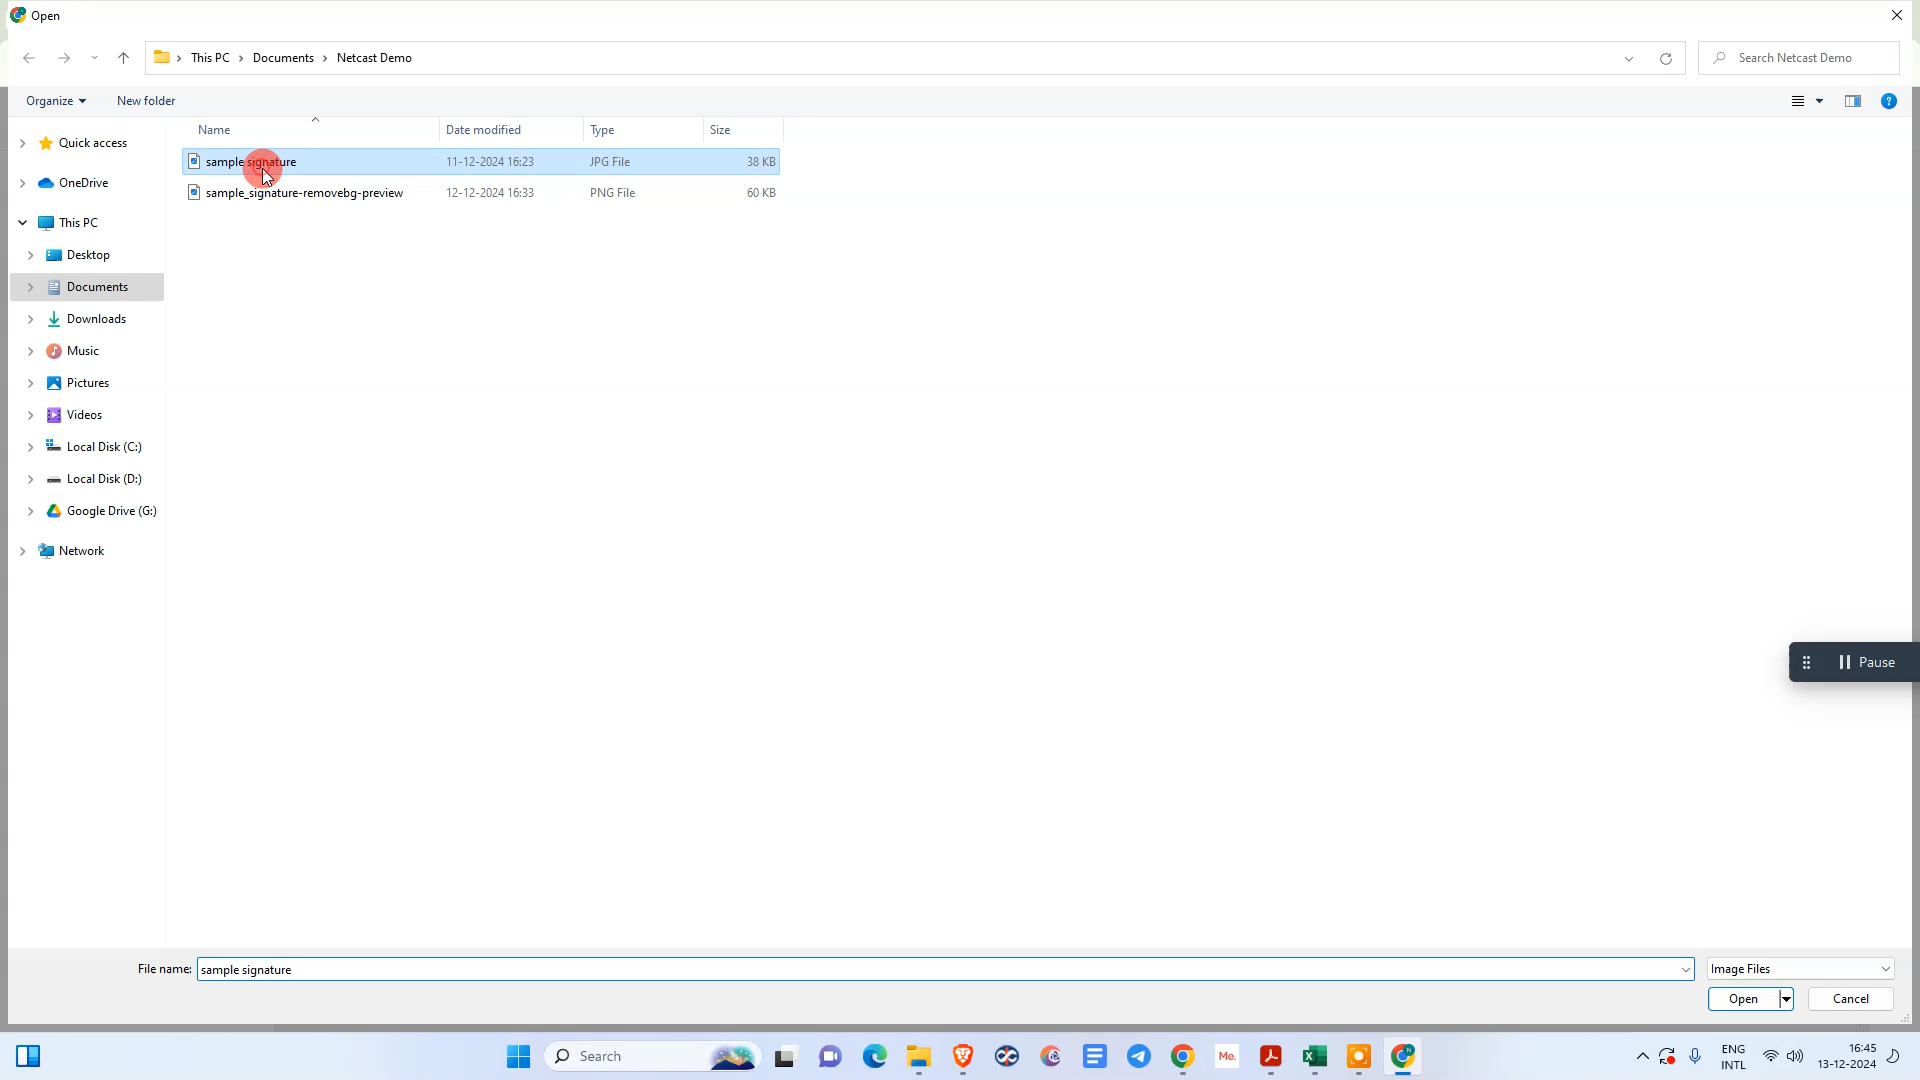 Open
This PC > Documents > Netcast Demo
Search Netcast Demo
Organize
New folder
Name
Date modified
Type
Size
sample signature
11-12-2024 16:23
JPG File
38 KB
sample_signature-removebg-preview
12-12-2024 16:33
PNG File
60 KB
Quick access
OneDrive
This PC
Desktop
Documents
Downloads
Music
Pictures
Videos
Local Disk (C:)
Local Disk (D:)
Google Drive (G:)
Network
Pause
File name:
sample signature
Image Files
Open
Cancel
Search
Me.
ENG
INTL
16:45
13-12-2024